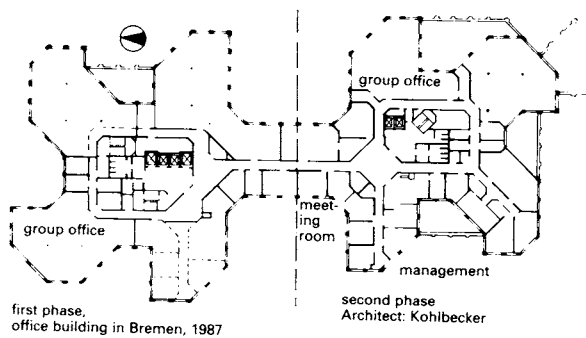 group office
group office
meet-
ing
room
management
first phase,
office building in Bremen, 1987
second phase
Architect: Kohlbecker